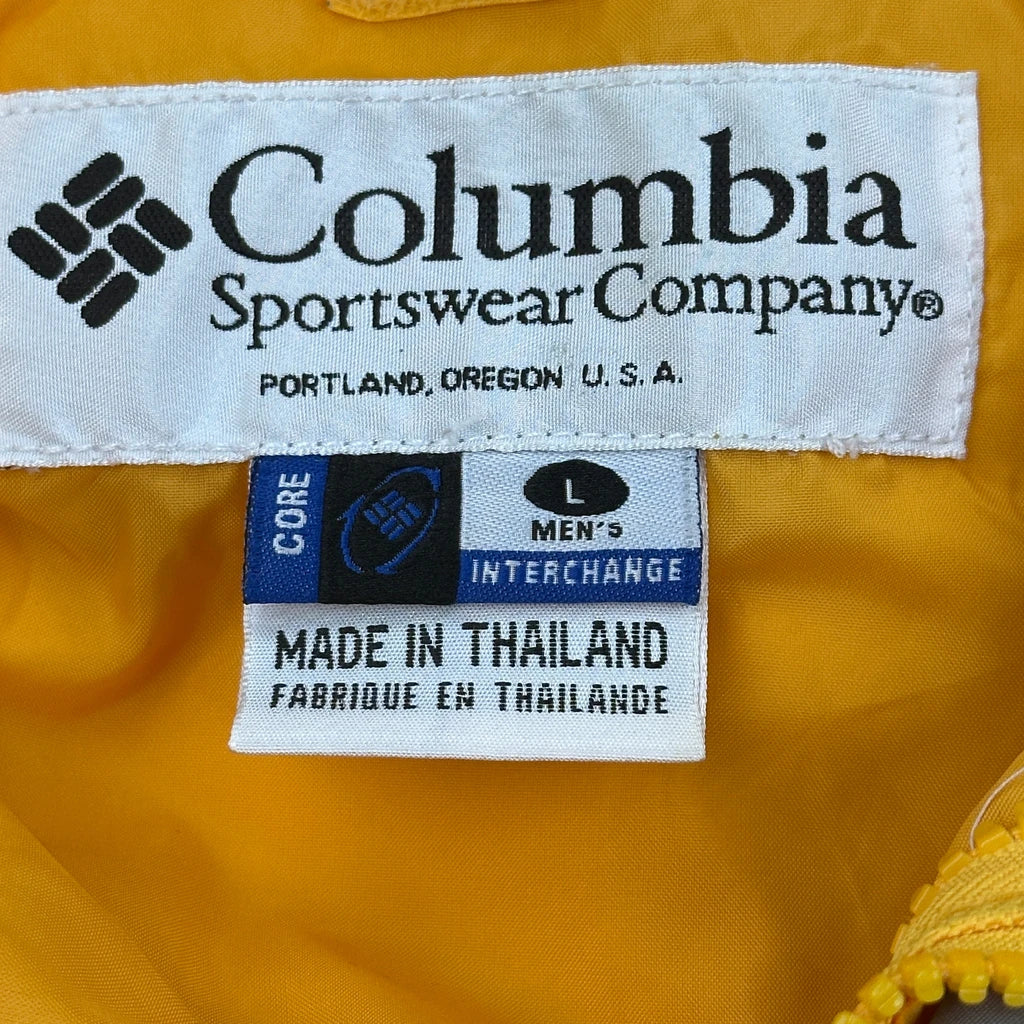 Columbia
Sportswear Company®
PORTLAND, OREGON U.S.A.
CORE
L
MEN'S
INTERCHANGE
MADE IN THAILAND
FABRIQUE EN THAILANDE